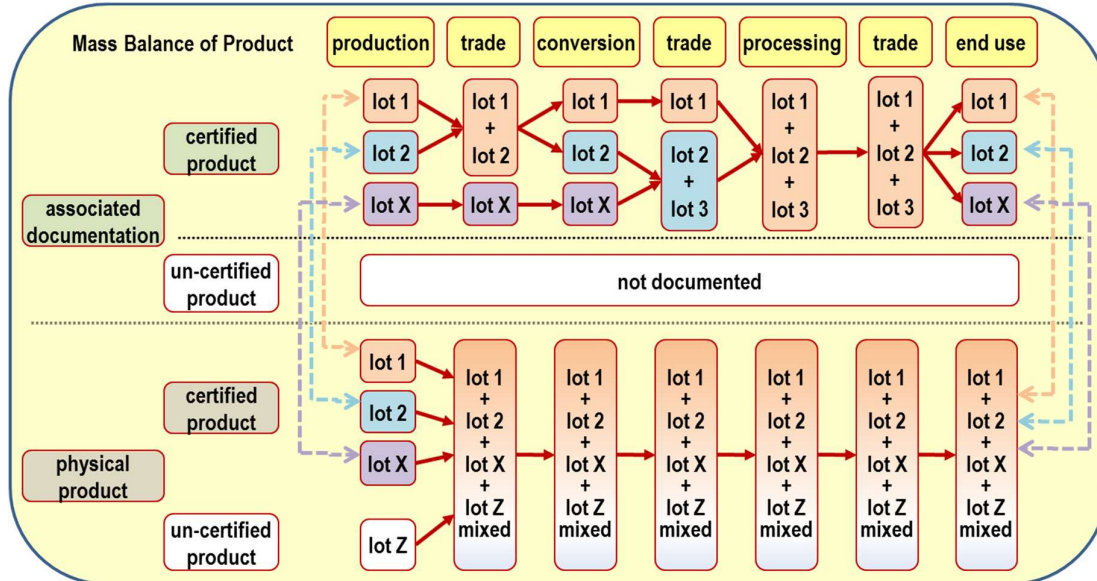 Mass Balance of Product
production
trade
conversion
trade
processing
trade
end use
associated
documentation
certified
product
lot 1
lot 2
lot X
lot 1
+
lot 2
lot X
lot 1
lot 2
lot X
lot 1
lot 2
+
lot 3
lot 1
+
lot 2
+
lot 3
lot 1
+
lot 2
+
lot 3
lot 1
lot 2
lot X
un-certified
product
not documented
physical
product
certified
product
un-certified
product
lot 1
lot 2
lot X
lot Z
lot 1
+
lot 2
+
lot X
+
lot Z
mixed
lot 1
+
lot 2
+
lot X
+
lot Z
mixed
lot 1
+
lot 2
+
lot X
+
lot Z
mixed
lot 1
+
lot 2
+
lot X
+
lot Z
mixed
lot 1
+
lot 2
+
lot X
+
lot Z
mixed
lot 1
+
lot 2
+
lot X
+
lot Z
mixed